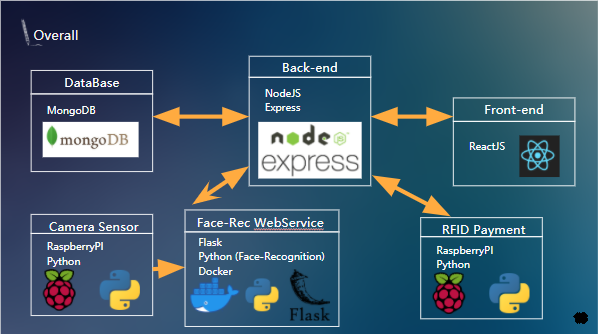 Overall
DataBase
MongoDB
mongoDB
Back-end
NodeJS
Express
node
JS
express
Front-end
ReactJS
Camera Sensor
RaspberryPI
Python
Face-Rec WebService
Flask
Python (Face-Recognition)
Docker
Flask
RFID Payment
RaspberryPI
Python